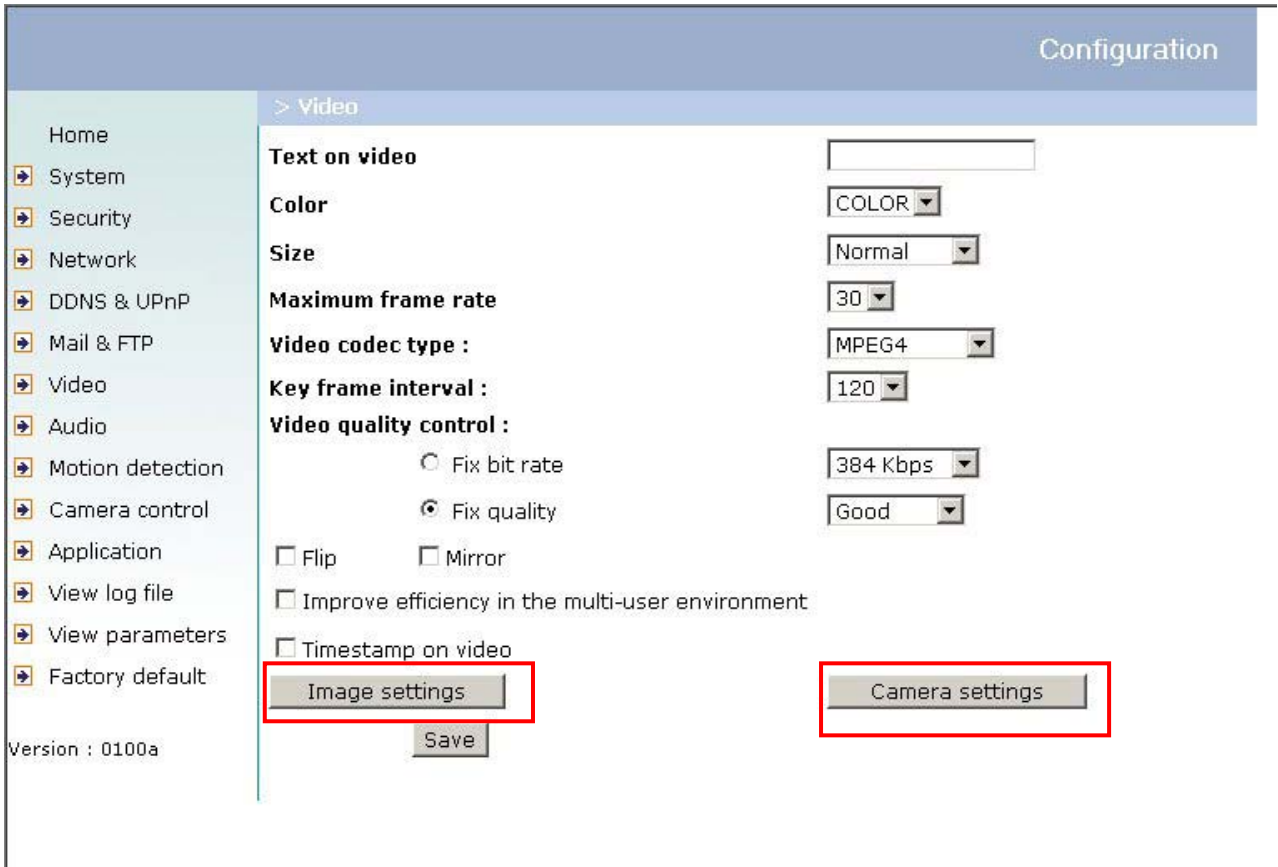 Configuration
> Video
Home
System
Security
Network
DDNS & UPnP
Mail & FTP
Video
Audio
Motion detection
Camera control
Application
View log file
View parameters
Factory default
Version : 0100a
Text on video
Color COLOR
Size Normal
Maximum frame rate 30
Video codec type : MPEG4
Key frame interval : 120
Video quality control :
Fix bit rate 384 Kbps
Fix quality Good
Flip Mirror
Improve efficiency in the multi-user environment
Timestamp on video
Image settings Camera settings
Save